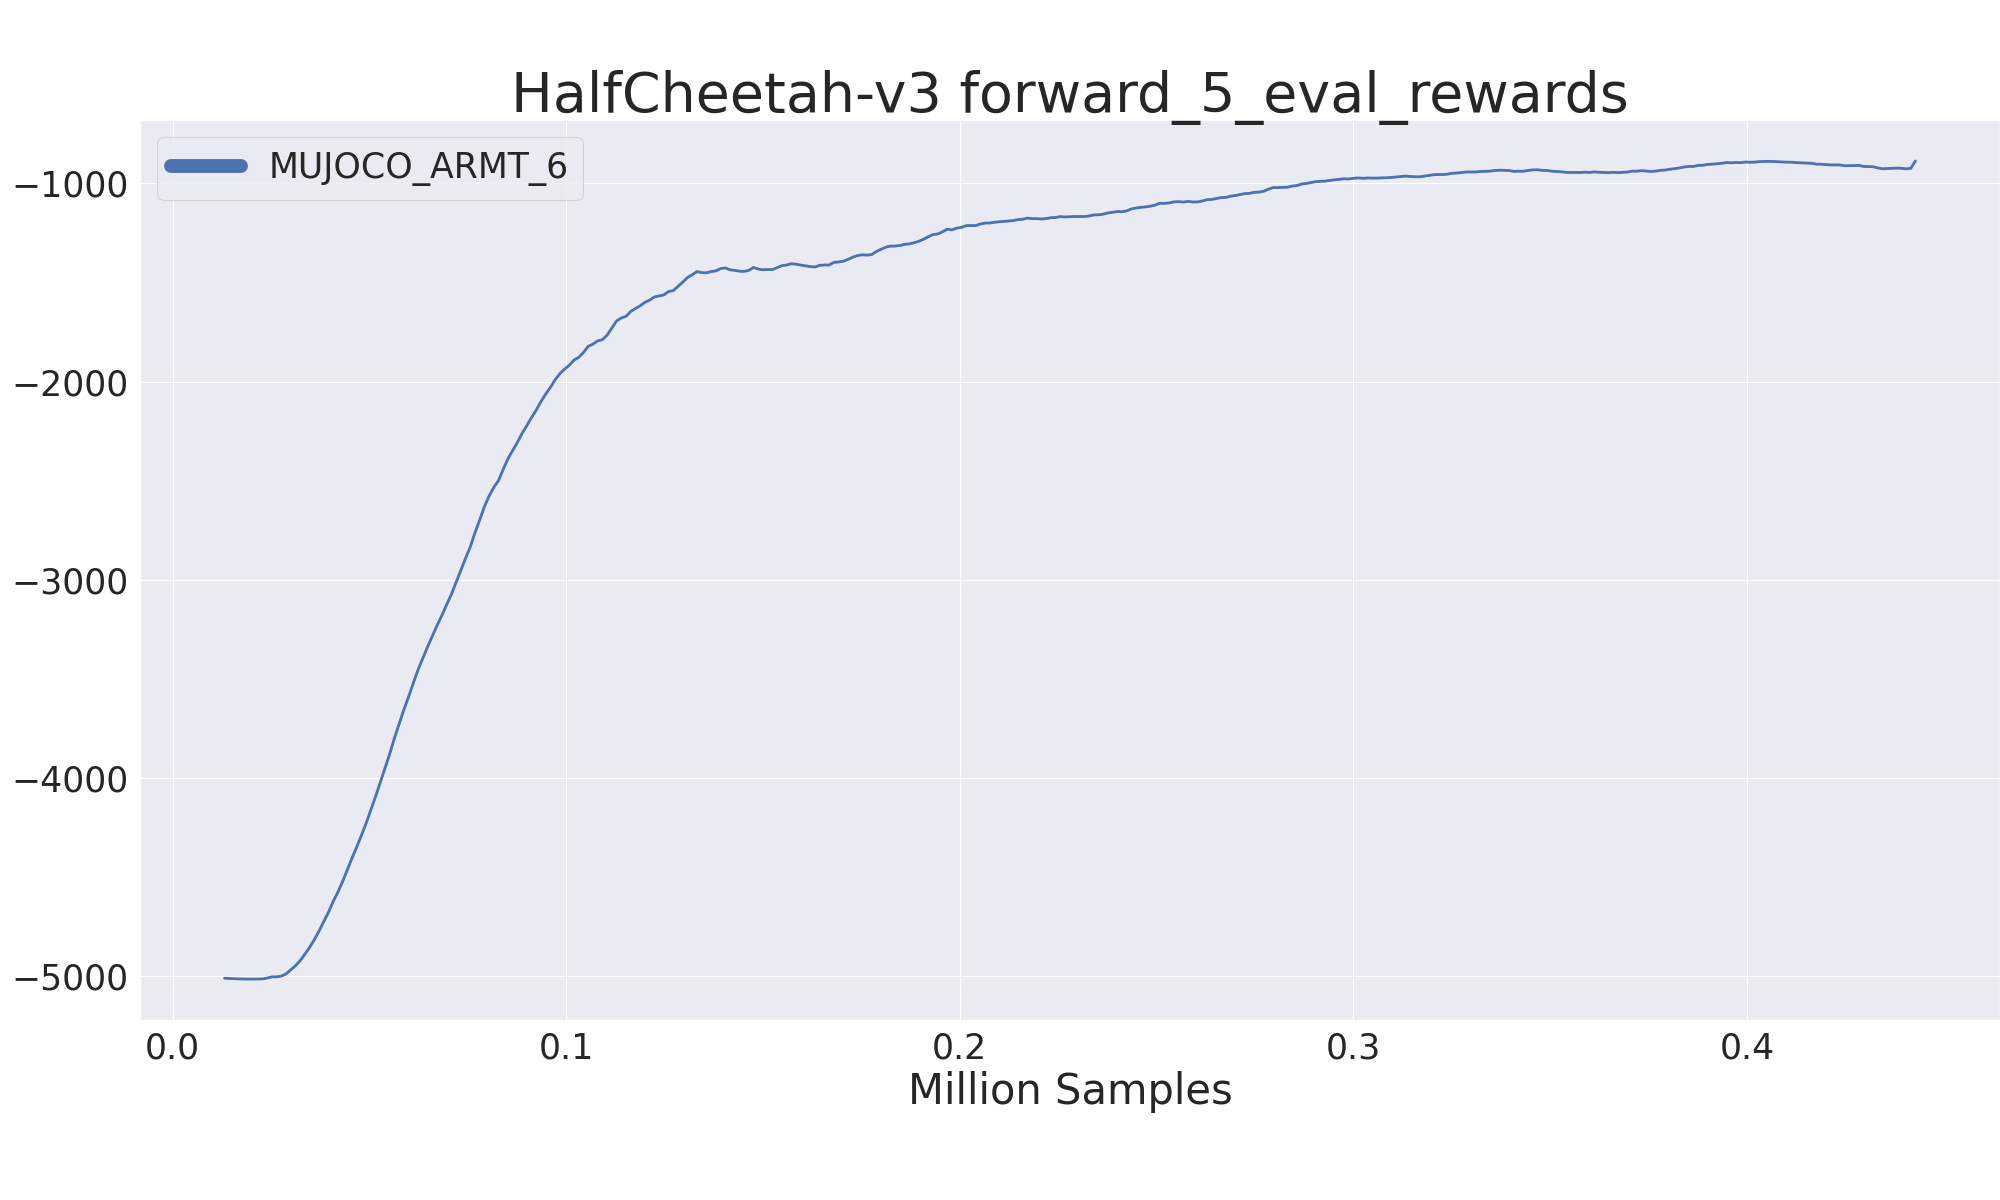 HalfCheetah-v3 forward_5_eval_rewards
MUJOCO_ARMT_6
−1000
−2000
−3000
−4000
−5000
0.0 0.1 0.2 0.3 0.4
Million Samples